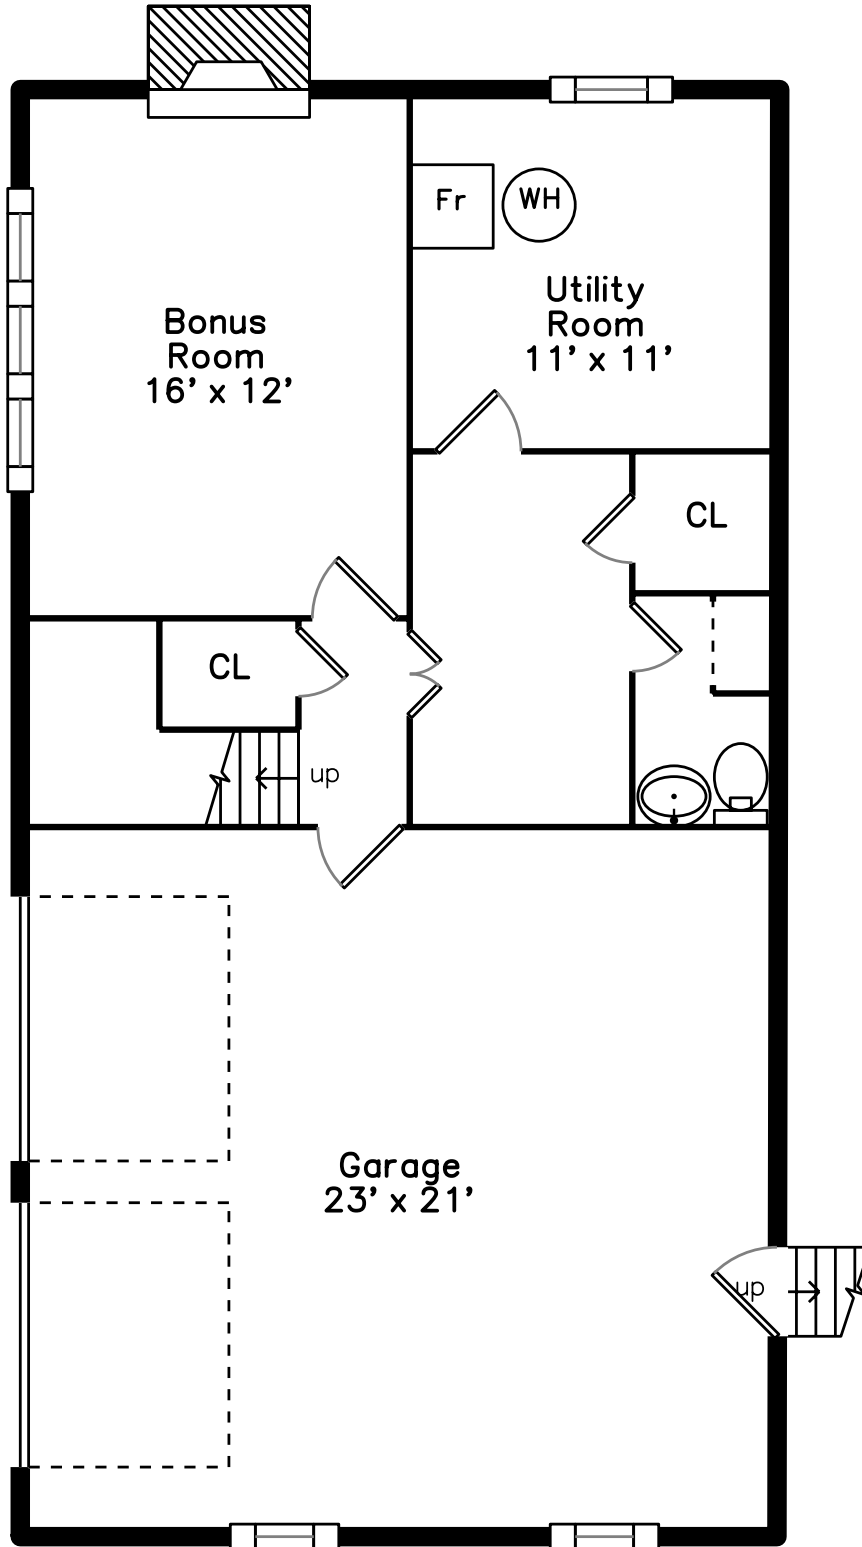 Fr
WH
Utility
Room
11' x 11'
Bonus
Room
16' x 12'
CL
CL
up
Garage
23' x 21'
up